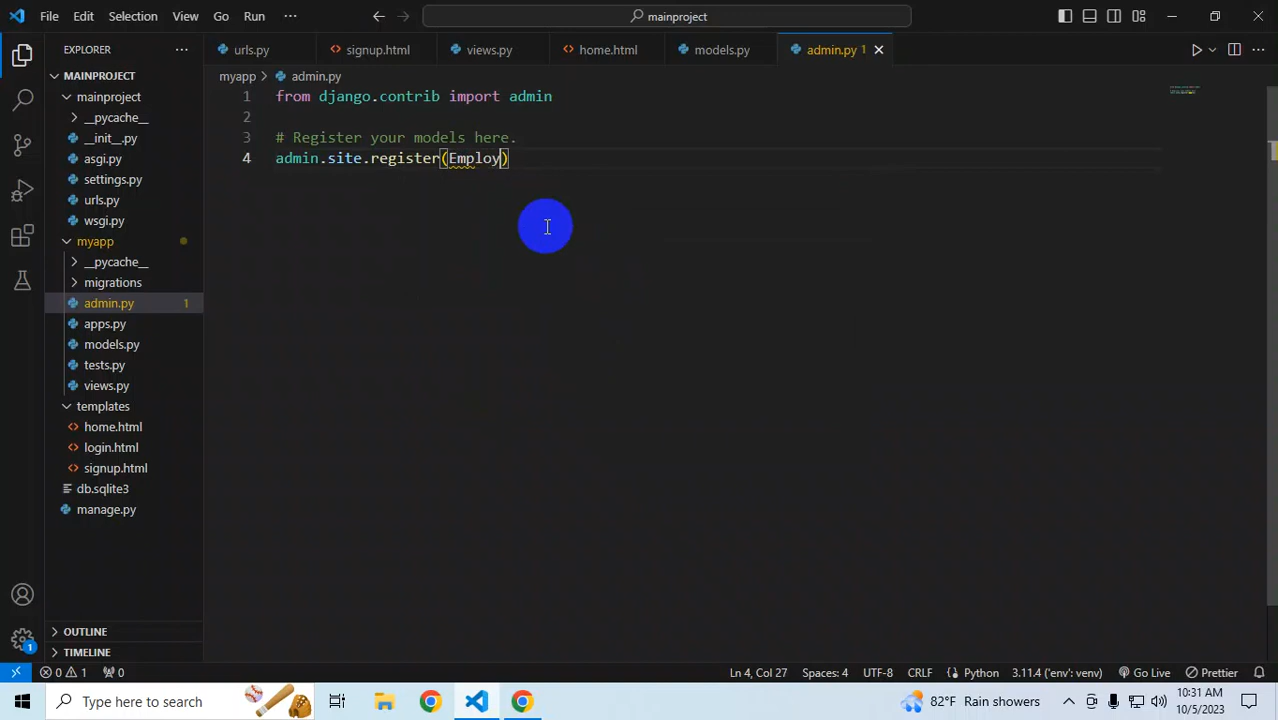 File Edit Selection View Go Run ··· mainproject
EXPLORER ···
urls.py signup.html views.py home.html models.py admin.py 1
MAINPROJECT
myapp > admin.py
mainproject
__pycache__
__init__.py
asgi.py
settings.py
urls.py
wsgi.py
myapp
__pycache__
migrations
admin.py 1
apps.py
models.py
tests.py
views.py
templates
home.html
login.html
signup.html
db.sqlite3
manage.py
1 from django.contrib import admin
2
3 # Register your models here.
4 admin.site.register(Employ)
OUTLINE
TIMELINE
1
0 1 0 Ln 4, Col 27 Spaces: 4 UTF-8 CRLF Python 3.11.4 ('env': venv) Go Live Prettier
Type here to search 82°F Rain showers 10:31 AM
10/5/2023